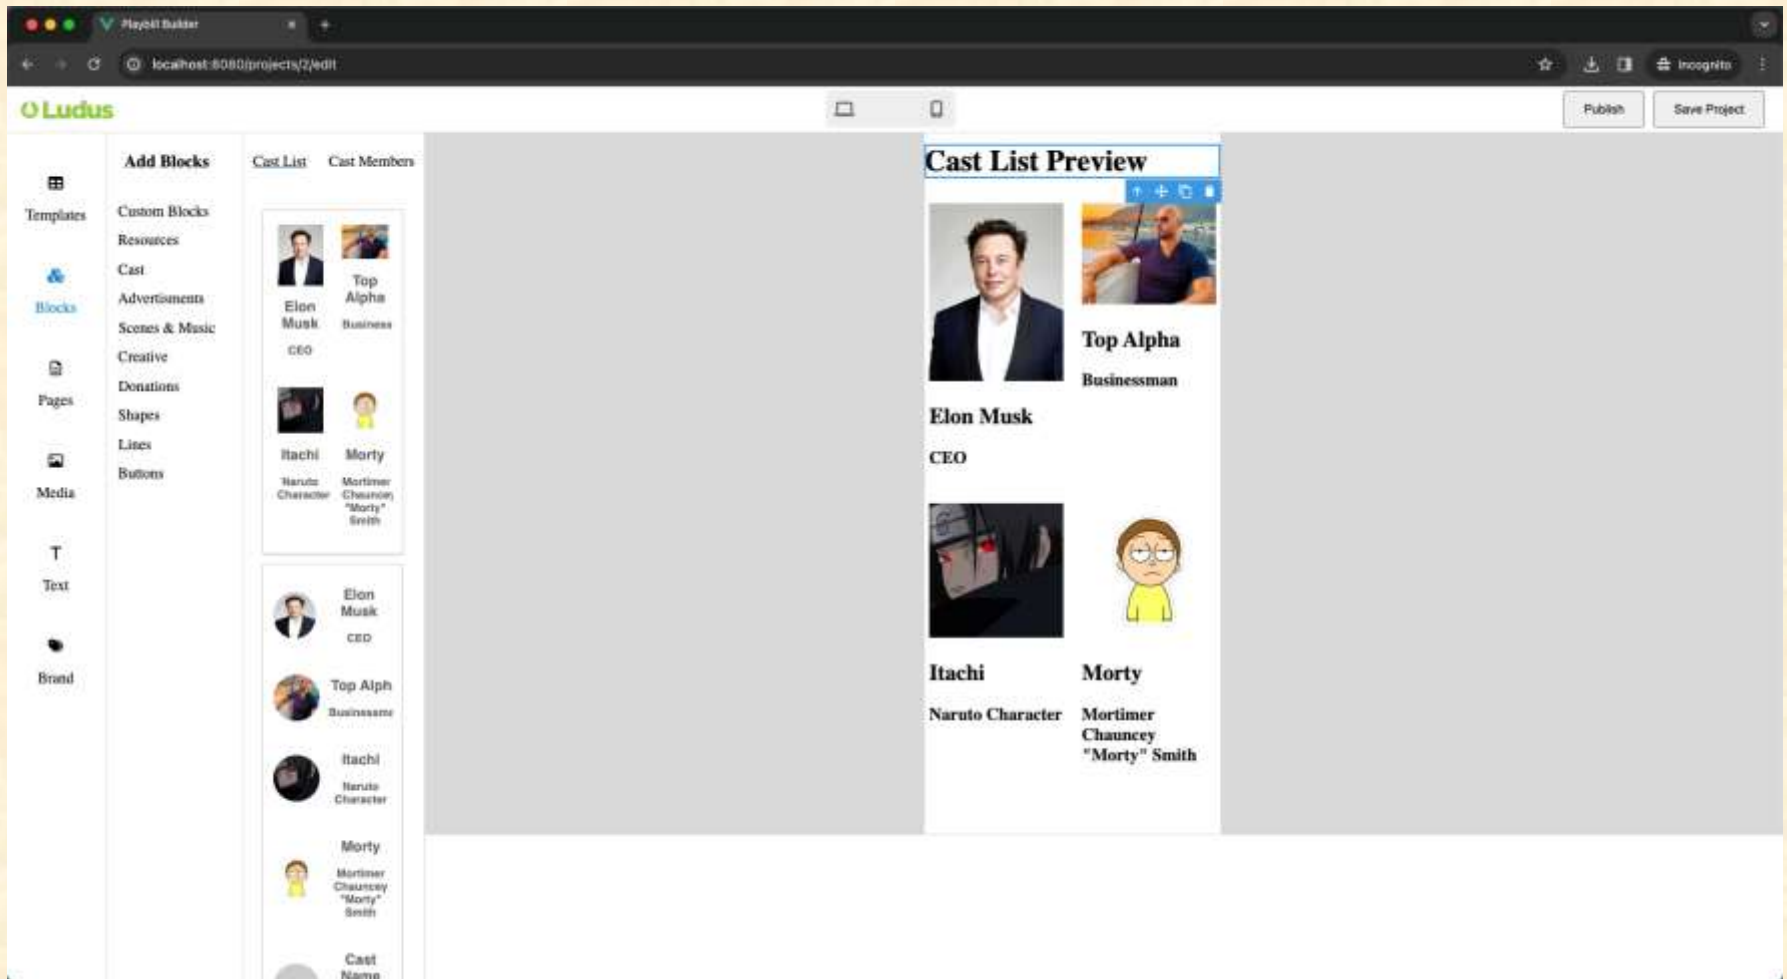 Playbill Builder
localhost:8080/projects/2/edit
Incognito
Ludus
Publish
Save Project
Templates
Blocks
Pages
Media
T
Text
Brand
Add Blocks
Custom Blocks
Resources
Cast
Advertisments
Scenes & Music
Creative
Donations
Shapes
Lines
Buttons
Cast List
Cast Members
Elon
Musk
CEO
Top
Alpha
Business
Itachi
Naruto
Character
Morty
Mortimer
Chauncey
"Morty"
Smith
Elon
Musk
CEO
Top Alph
Businessma
Itachi
Naruto
Character
Morty
Mortimer
Chauncey
"Morty"
Smith
Cast
Name
Cast List Preview
Elon Musk
CEO
Top Alpha
Businessman
Itachi
Naruto Character
Morty
Mortimer
Chauncey
"Morty" Smith